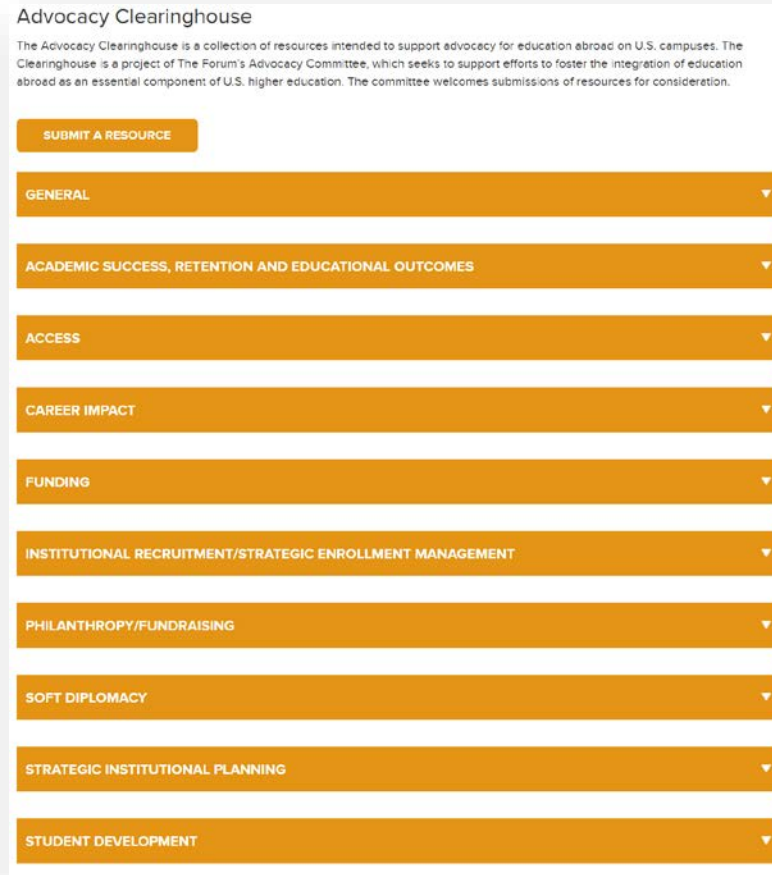 Advocacy Clearinghouse
The Advocacy Clearinghouse is a collection of resources intended to support advocacy for education abroad on U.S. campuses. The
Clearinghouse is a project of The Forum's Advocacy Committee, which seeks to support efforts to foster the integration of education
abroad as an essential component of U.S. higher education. The committee welcomes submissions of resources for consideration.
SUBMIT A RESOURCE
GENERAL
ACADEMIC SUCCESS, RETENTION AND EDUCATIONAL OUTCOMES
ACCESS
CAREER IMPACT
FUNDING
INSTITUTIONAL RECRUITMENT/STRATEGIC ENROLLMENT MANAGEMENT
PHILANTHROPY/FUNDRAISING
SOFT DIPLOMACY
STRATEGIC INSTITUTIONAL PLANNING
STUDENT DEVELOPMENT